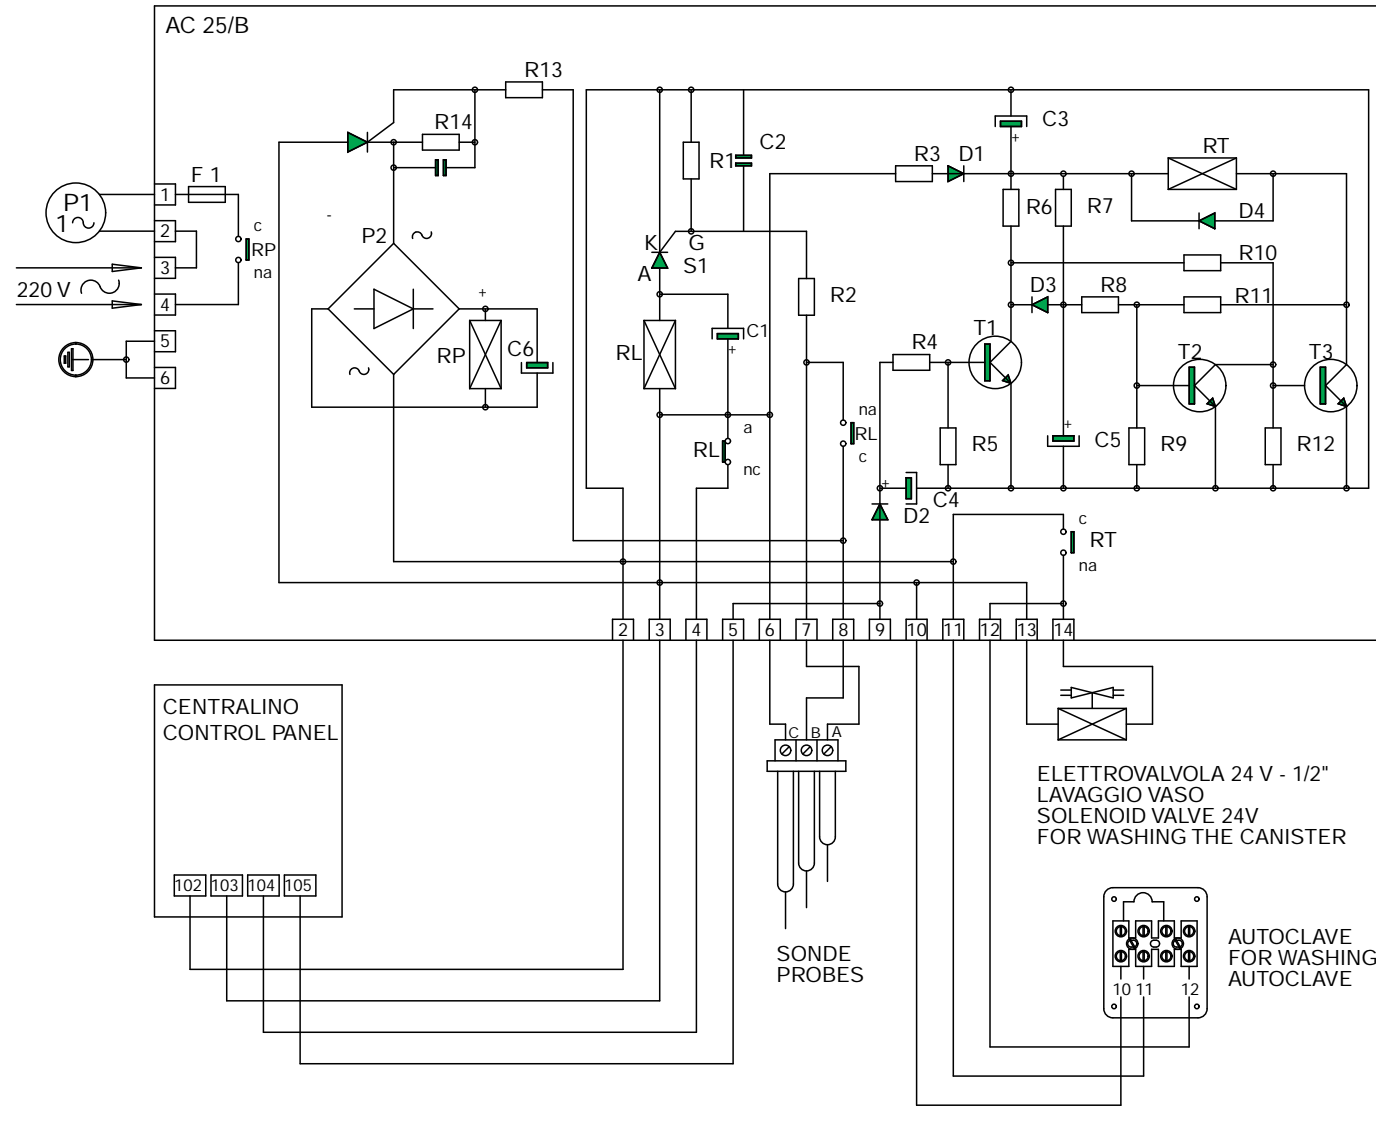 AC 25/B
R13
R14
C2
C3
R1
R3 D1
RT
F 1
P1
1
1
2
3
4
5
6
c
RP
na
220 V
-
P2
+
RP
C6
K
G
A
S1
R6
R7
D4
R10
R2
D3
R8
R11
RL
C1
+
T1
T2
T3
R4
na
RL
c
a
RL
nc
R5
+
C5
R9
R12
+
C4
D2
c
RT
na
+
2
3
4
5
6
7
8
9
10
11
12
13
14
CENTRALINO
CONTROL PANEL
102
103
104
105
C B A
SONDE
PROBES
ELETTROVALVOLA 24 V - 1/2"
LAVAGGIO VASO
SOLENOID VALVE 24V
FOR WASHING THE CANISTER
AUTOCLAVE
FOR WASHING
AUTOCLAVE
10 11
12